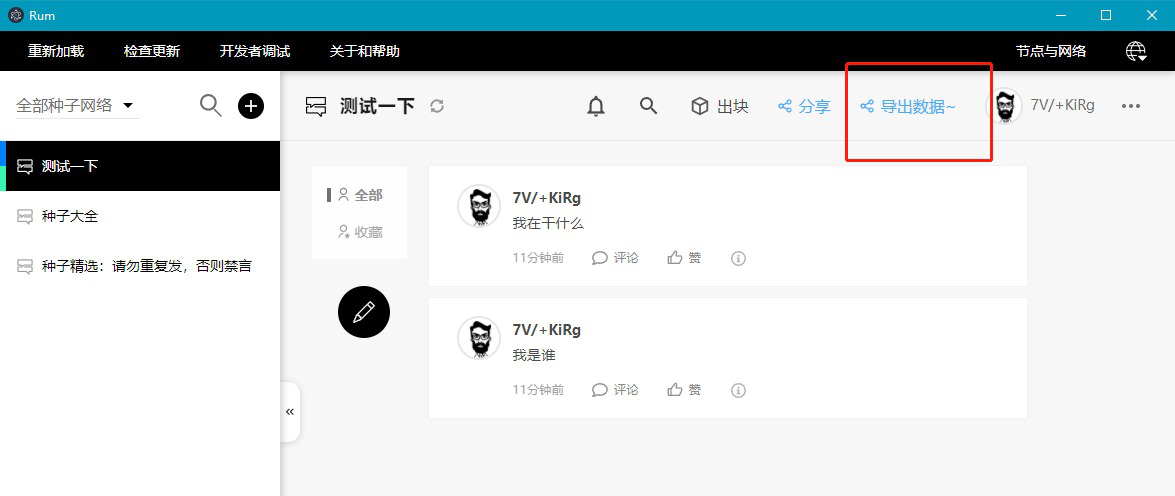 Rum
重新加载 检查更新 开发者调试 关于和帮助 节点与网络
全部种子网络
测试一下 出块 分享 导出数据~ 7V/+KiRg
测试一下
种子大全
种子精选：请勿重复发，否则禁言
全部
收藏
7V/+KiRg
我在干什么
11分钟前 评论 赞
7V/+KiRg
我是谁
11分钟前 评论 赞